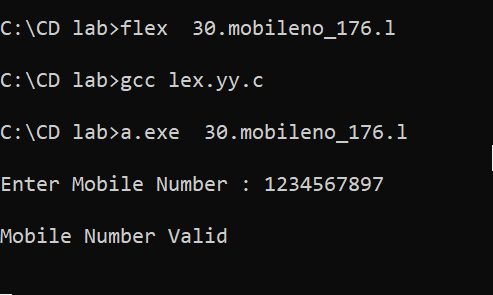 C:\CD lab>flex  30.mobileno_176.l
C:\CD lab>gcc lex.yy.c
C:\CD lab>a.exe  30.mobileno_176.l
Enter Mobile Number : 1234567897
Mobile Number Valid